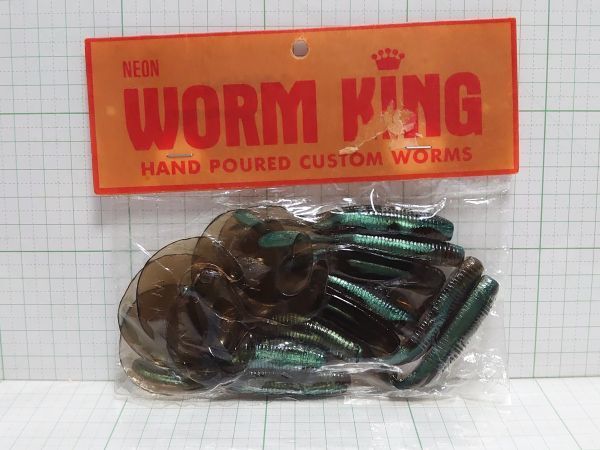 NEON
WORM KING
HAND POURED CUSTOM WORMS